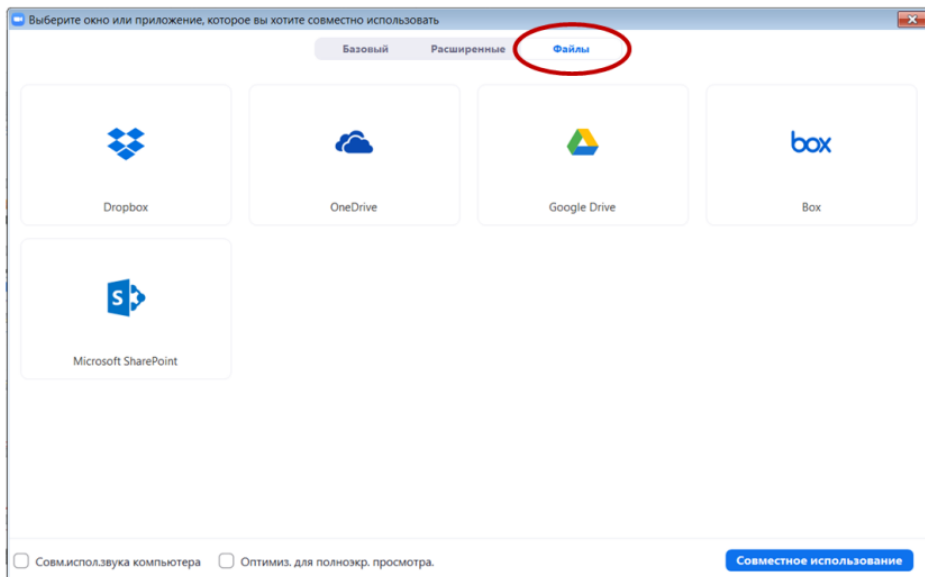 Выберите окно или приложение, которое вы хотите совместно использовать
Базовый Расширенные Файлы
box
Dropbox OneDrive Google Drive Box
S
Microsoft SharePoint
Совм.испол.звука компьютера Оптимиз. для полноэкр. просмотра. Совместное использование